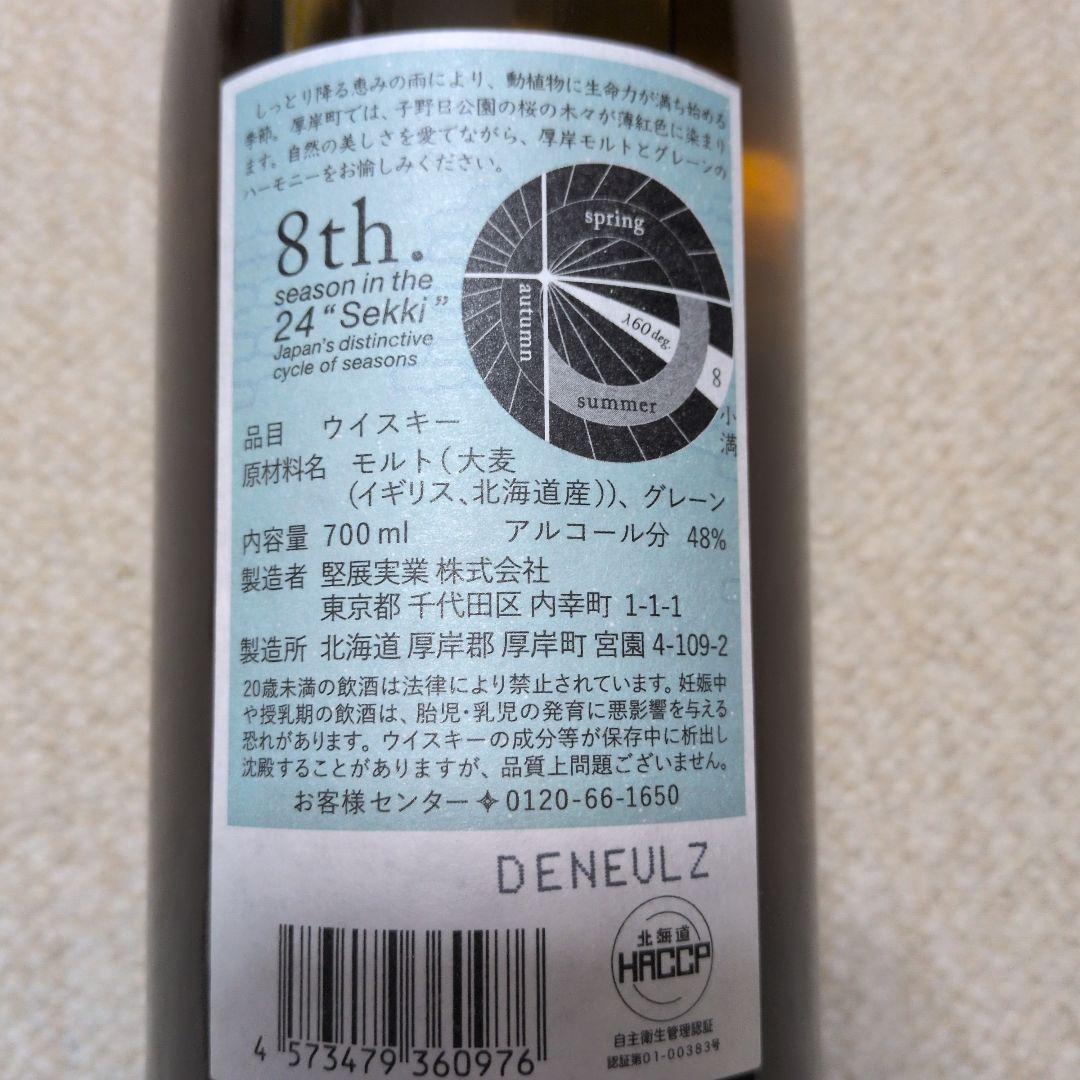 しっとり降る恵みの雨により、動植物に生命力が満ち始める
季節。厚岸町では、子野日公園の桜の木々が薄紅色に染まり
ます。自然の美しさを愛でながら、厚岸モルトとグレーンの
ハーモニーをお愉しみください。
8th.
season in the
24 “Sekki”
Japan's distinctive
cycle of seasons
spring
autumn
λ60 deg.
8
summer
小満
品目 ウイスキー
原材料名 モルト(大麦
(イギリス、北海道産))、グレーン
内容量 700 ml アルコール分 48%
製造者 堅展実業 株式会社
東京都 千代田区 内幸町 1-1-1
製造所 北海道 厚岸郡 厚岸町 宮園 4-109-2
20歳未満の飲酒は法律により禁止されています。妊娠中
や授乳期の飲酒は、胎児・乳児の発育に悪影響を与える
恐れがあります。ウイスキーの成分等が保存中に析出し
沈殿することがありますが、品質上問題ございません。
お客様センター 0120-66-1650
DENEULZ
北海道
HACCP
自主衛生管理認証
認証第01-00383号
4 573479 360976